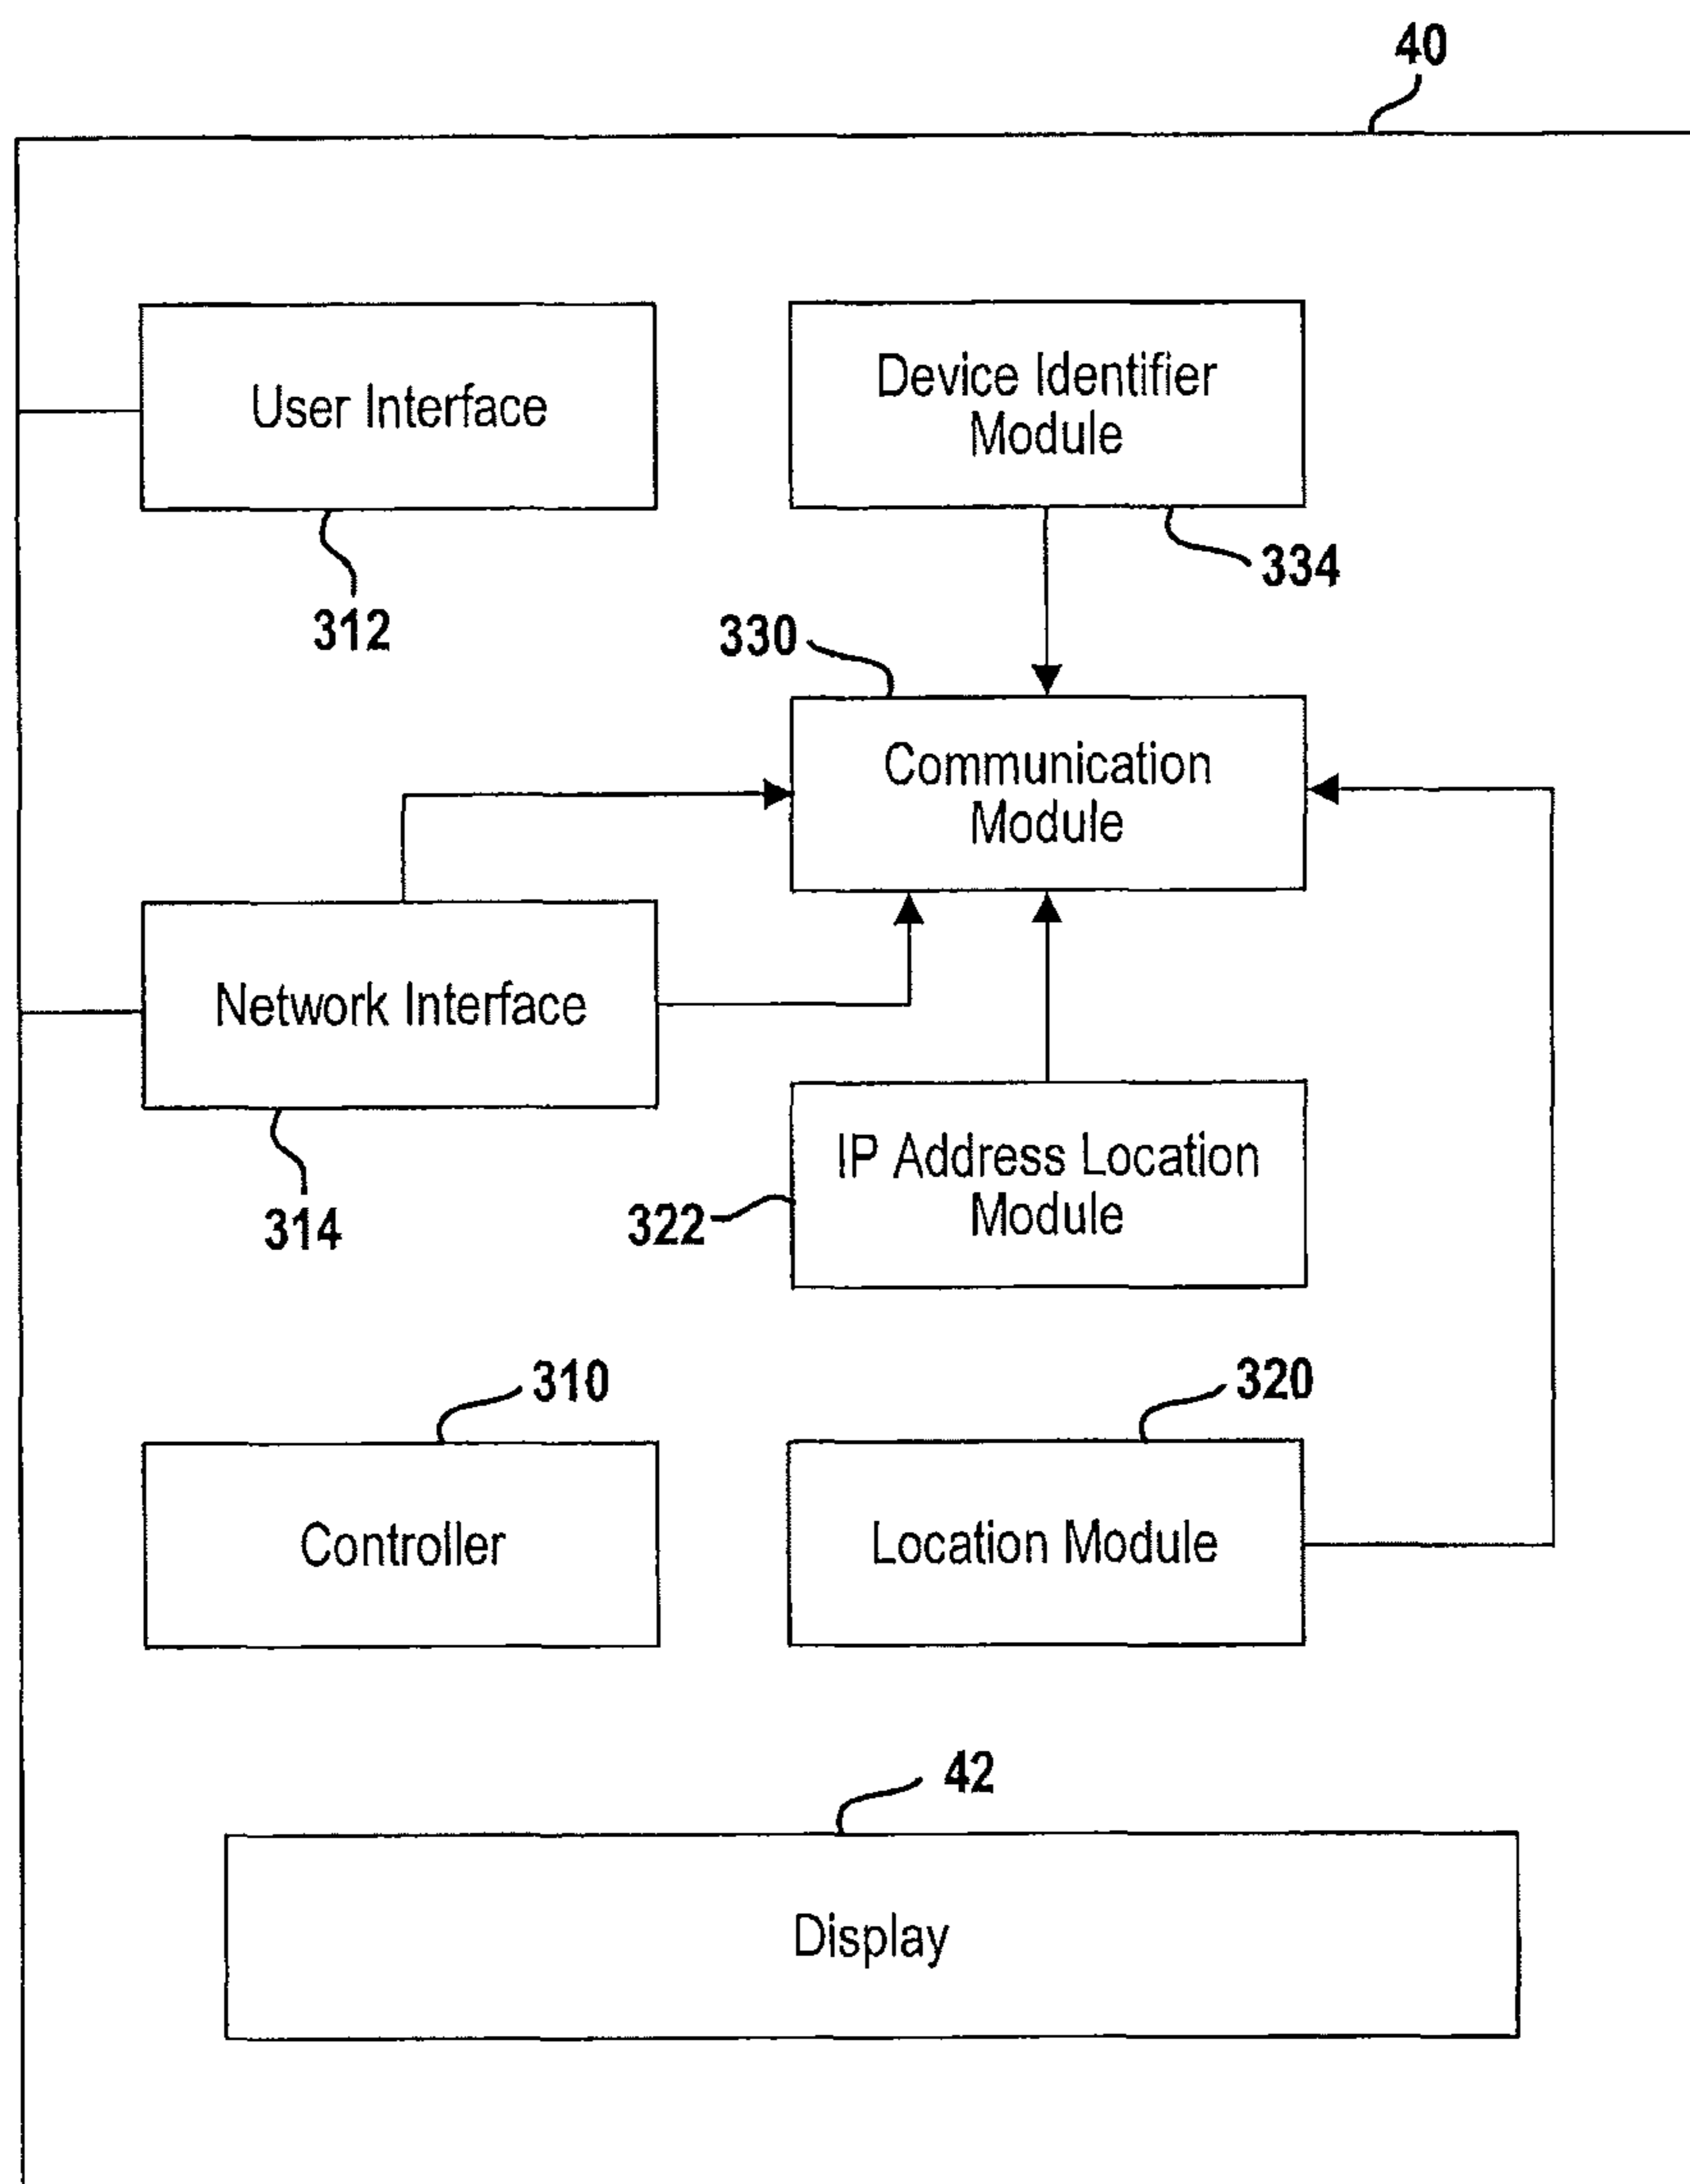 40
User Interface
312
Device Identifier
Module
334
330
Communication
Module
Network Interface
314
IP Address Location
Module
322
310
Controller
320
Location Module
42
Display